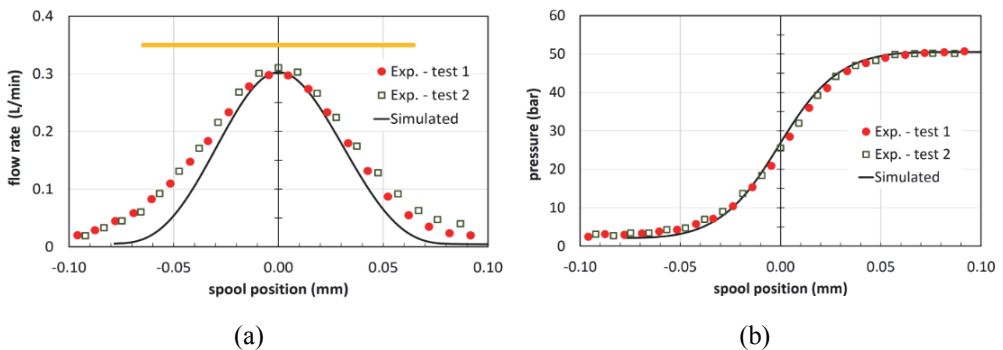 (a)
0.4
0.3
0.2
0.1
0
flow rate (L/min)
Exp. - test 1
Exp. - test 2
Simulated
-0.10
-0.05
0.00
0.05
0.10
spool position (mm)
(a)
(b)
60
50
40
30
20
10
0
pressure (bar)
Exp. - test 1
Exp. - test 2
Simulated
-0.10
-0.05
0.00
0.05
0.10
spool position (mm)
(b)